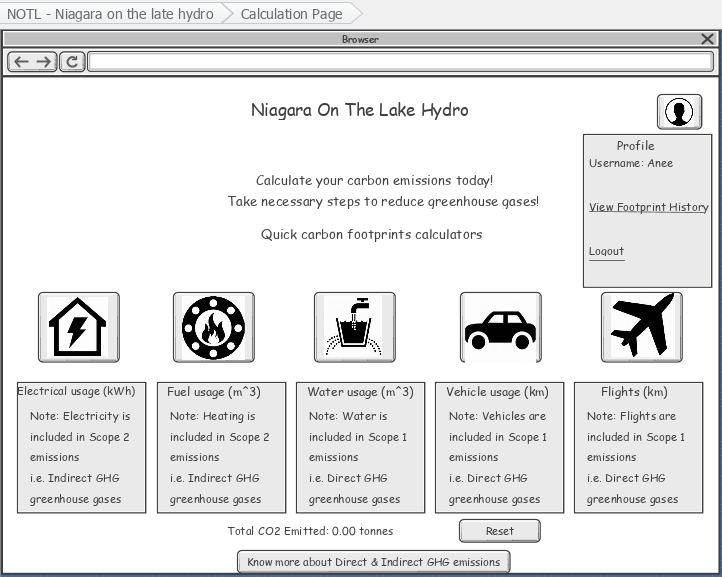 NOTL - Niagara on the late hydro
Calculation Page
Browser
Niagara On The Lake Hydro
Profile
Username: Anee
View Footprint History
Logout
Calculate your carbon emissions today!
Take necessary steps to reduce greenhouse gases!
Quick carbon footprints calculators
Electrical usage (kWh)
Note: Electricity is
included in Scope 2
emissions
i.e. Indirect GHG
greenhouse gases
Fuel usage (m^3)
Note: Heating is
included in Scope 2
emissions
i.e. Indirect GHG
greenhouse gases
Water usage (m^3)
Note: Water is
included in Scope 1
emissions
i.e. Direct GHG
greenhouse gases
Vehicle usage (km)
Note: Vehicles are
included in Scope 1
emissions
i.e. Direct GHG
greenhouse gases
Flights (km)
Note: Flights are
included in Scope 1
emissions
i.e. Direct GHG
greenhouse gases
Total CO2 Emitted: 0.00 tonnes
Reset
Know more about Direct & Indirect GHG emissions